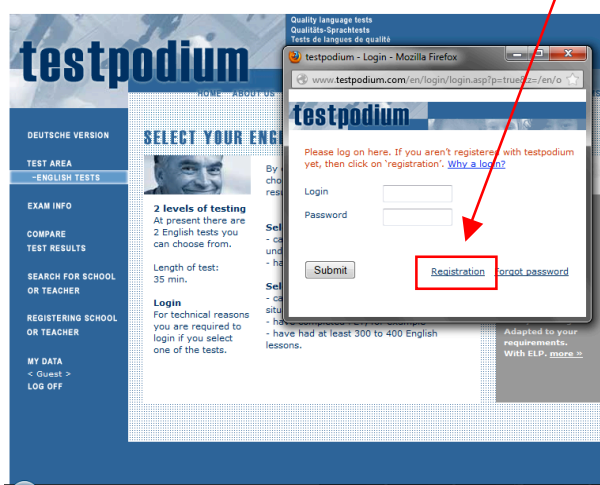 Quality language tests
Qualitäts-Sprachtests
Tests de langues de qualité
testpodium
HOME ABOUT US
testpodium - Login - Mozilla Firefox
www.testpodium.com/en/login/login.asp?p=true&z=/en/o
testpodium
Please log on here. If you aren't registered with testpodium
yet, then click on 'registration'. Why a login?
Login
Password
Submit
Registration
Forgot password
DEUTSCHE VERSION
TEST AREA
-ENGLISH TESTS
EXAM INFO
COMPARE
TEST RESULTS
SEARCH FOR SCHOOL
OR TEACHER
REGISTERING SCHOOL
OR TEACHER
MY DATA
< Guest >
LOG OFF
SELECT YOUR ENG
2 levels of testing
At present there are
2 English tests you
can choose from.
Length of test:
35 min.
Login
For technical reasons
you are required to
login if you select
one of the tests.
By
cho
resu
Sel
- ca
und
- ha
Sel
- ca
situ
- have completed PET, for example
- have had at least 300 to 400 English
lessons.
Adapted to your
requirements.
With ELP. more »